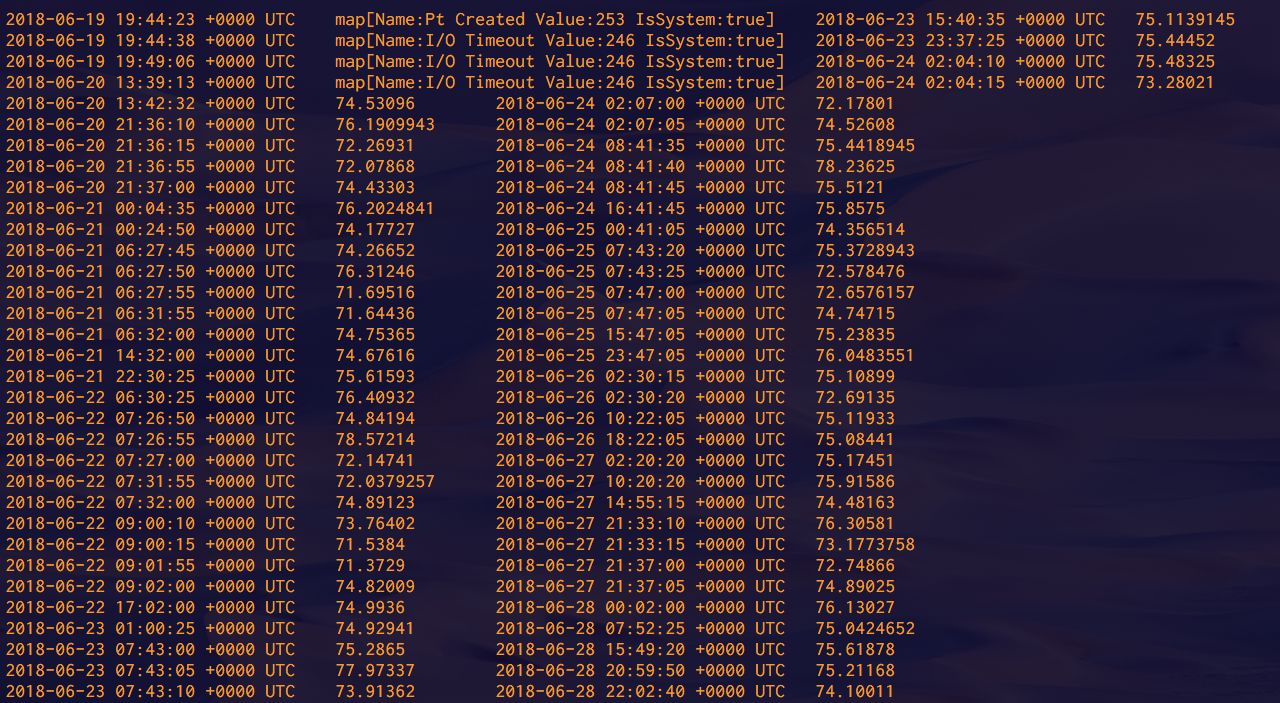 2018-06-19 19:44:23 +0000 UTC    map[Name:Pt Created Value:253 IsSystem:true]    2018-06-23 15:40:35 +0000 UTC   75.1139145
2018-06-19 19:44:38 +0000 UTC    map[Name:I/O Timeout Value:246 IsSystem:true]   2018-06-23 23:37:25 +0000 UTC   75.44452
2018-06-19 19:49:06 +0000 UTC    map[Name:I/O Timeout Value:246 IsSystem:true]   2018-06-24 02:04:10 +0000 UTC   75.48325
2018-06-20 13:39:13 +0000 UTC    map[Name:I/O Timeout Value:246 IsSystem:true]   2018-06-24 02:04:15 +0000 UTC   73.28021
2018-06-20 13:42:32 +0000 UTC    74.53096        2018-06-24 02:07:00 +0000 UTC   72.17801
2018-06-20 21:36:10 +0000 UTC    76.1909943      2018-06-24 02:07:05 +0000 UTC   74.52608
2018-06-20 21:36:15 +0000 UTC    72.26931        2018-06-24 08:41:35 +0000 UTC   75.4418945
2018-06-20 21:36:55 +0000 UTC    72.07868        2018-06-24 08:41:40 +0000 UTC   78.23625
2018-06-20 21:37:00 +0000 UTC    74.43303        2018-06-24 08:41:45 +0000 UTC   75.5121
2018-06-21 00:04:35 +0000 UTC    76.2024841      2018-06-24 16:41:45 +0000 UTC   75.8575
2018-06-21 00:24:50 +0000 UTC    74.17727        2018-06-25 00:41:05 +0000 UTC   74.356514
2018-06-21 06:27:45 +0000 UTC    74.26652        2018-06-25 07:43:20 +0000 UTC   75.3728943
2018-06-21 06:27:50 +0000 UTC    76.31246        2018-06-25 07:43:25 +0000 UTC   72.578476
2018-06-21 06:27:55 +0000 UTC    71.69516        2018-06-25 07:47:00 +0000 UTC   72.6576157
2018-06-21 06:31:55 +0000 UTC    71.64436        2018-06-25 07:47:05 +0000 UTC   74.74715
2018-06-21 06:32:00 +0000 UTC    74.75365        2018-06-25 15:47:05 +0000 UTC   75.23835
2018-06-21 14:32:00 +0000 UTC    74.67616        2018-06-25 23:47:05 +0000 UTC   76.0483551
2018-06-21 22:30:25 +0000 UTC    75.61593        2018-06-26 02:30:15 +0000 UTC   75.10899
2018-06-22 06:30:25 +0000 UTC    76.40932        2018-06-26 02:30:20 +0000 UTC   72.69135
2018-06-22 07:26:50 +0000 UTC    74.84194        2018-06-26 10:22:05 +0000 UTC   75.11933
2018-06-22 07:26:55 +0000 UTC    78.57214        2018-06-26 18:22:05 +0000 UTC   75.08441
2018-06-22 07:27:00 +0000 UTC    72.14741        2018-06-27 02:20:20 +0000 UTC   75.17451
2018-06-22 07:31:55 +0000 UTC    72.0379257      2018-06-27 10:20:20 +0000 UTC   75.91586
2018-06-22 07:32:00 +0000 UTC    74.89123        2018-06-27 14:55:15 +0000 UTC   74.48163
2018-06-22 09:00:10 +0000 UTC    73.76402        2018-06-27 21:33:10 +0000 UTC   76.30581
2018-06-22 09:00:15 +0000 UTC    71.5384         2018-06-27 21:33:15 +0000 UTC   73.1773758
2018-06-22 09:01:55 +0000 UTC    71.3729         2018-06-27 21:37:00 +0000 UTC   72.74866
2018-06-22 09:02:00 +0000 UTC    74.82009        2018-06-27 21:37:05 +0000 UTC   74.89025
2018-06-22 17:02:00 +0000 UTC    74.9936         2018-06-28 00:02:00 +0000 UTC   76.13027
2018-06-23 01:00:25 +0000 UTC    74.92941        2018-06-28 07:52:25 +0000 UTC   75.0424652
2018-06-23 07:43:00 +0000 UTC    75.2865         2018-06-28 15:49:20 +0000 UTC   75.61878
2018-06-23 07:43:05 +0000 UTC    77.97337        2018-06-28 20:59:50 +0000 UTC   75.21168
2018-06-23 07:43:10 +0000 UTC    73.91362        2018-06-28 22:02:40 +0000 UTC   74.10011